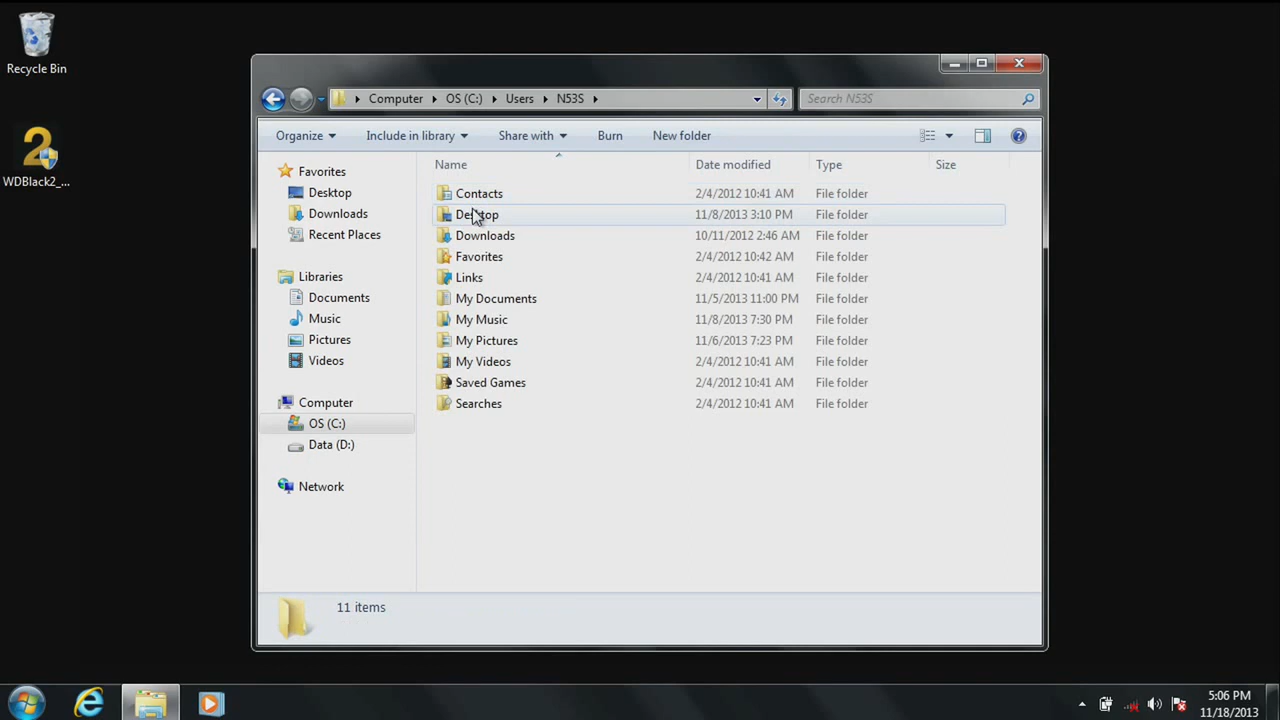 Recycle Bin
2
WDBlack2_...
Computer OS (C:) Users N53S
Search N53S
Organize Include in library Share with Burn New folder
Name Date modified Type Size
Favorites
Desktop
Downloads
Recent Places
Libraries
Documents
Music
Pictures
Videos
Computer
OS (C:)
Data (D:)
Network
Contacts 2/4/2012 10:41 AM File folder
Desktop 11/8/2013 3:10 PM File folder
Downloads 10/11/2012 2:46 AM File folder
Favorites 2/4/2012 10:42 AM File folder
Links 2/4/2012 10:41 AM File folder
My Documents 11/5/2013 11:00 PM File folder
My Music 11/8/2013 7:30 PM File folder
My Pictures 11/6/2013 7:23 PM File folder
My Videos 2/4/2012 10:41 AM File folder
Saved Games 2/4/2012 10:41 AM File folder
Searches 2/4/2012 10:41 AM File folder
11 items
5:06 PM
11/18/2013